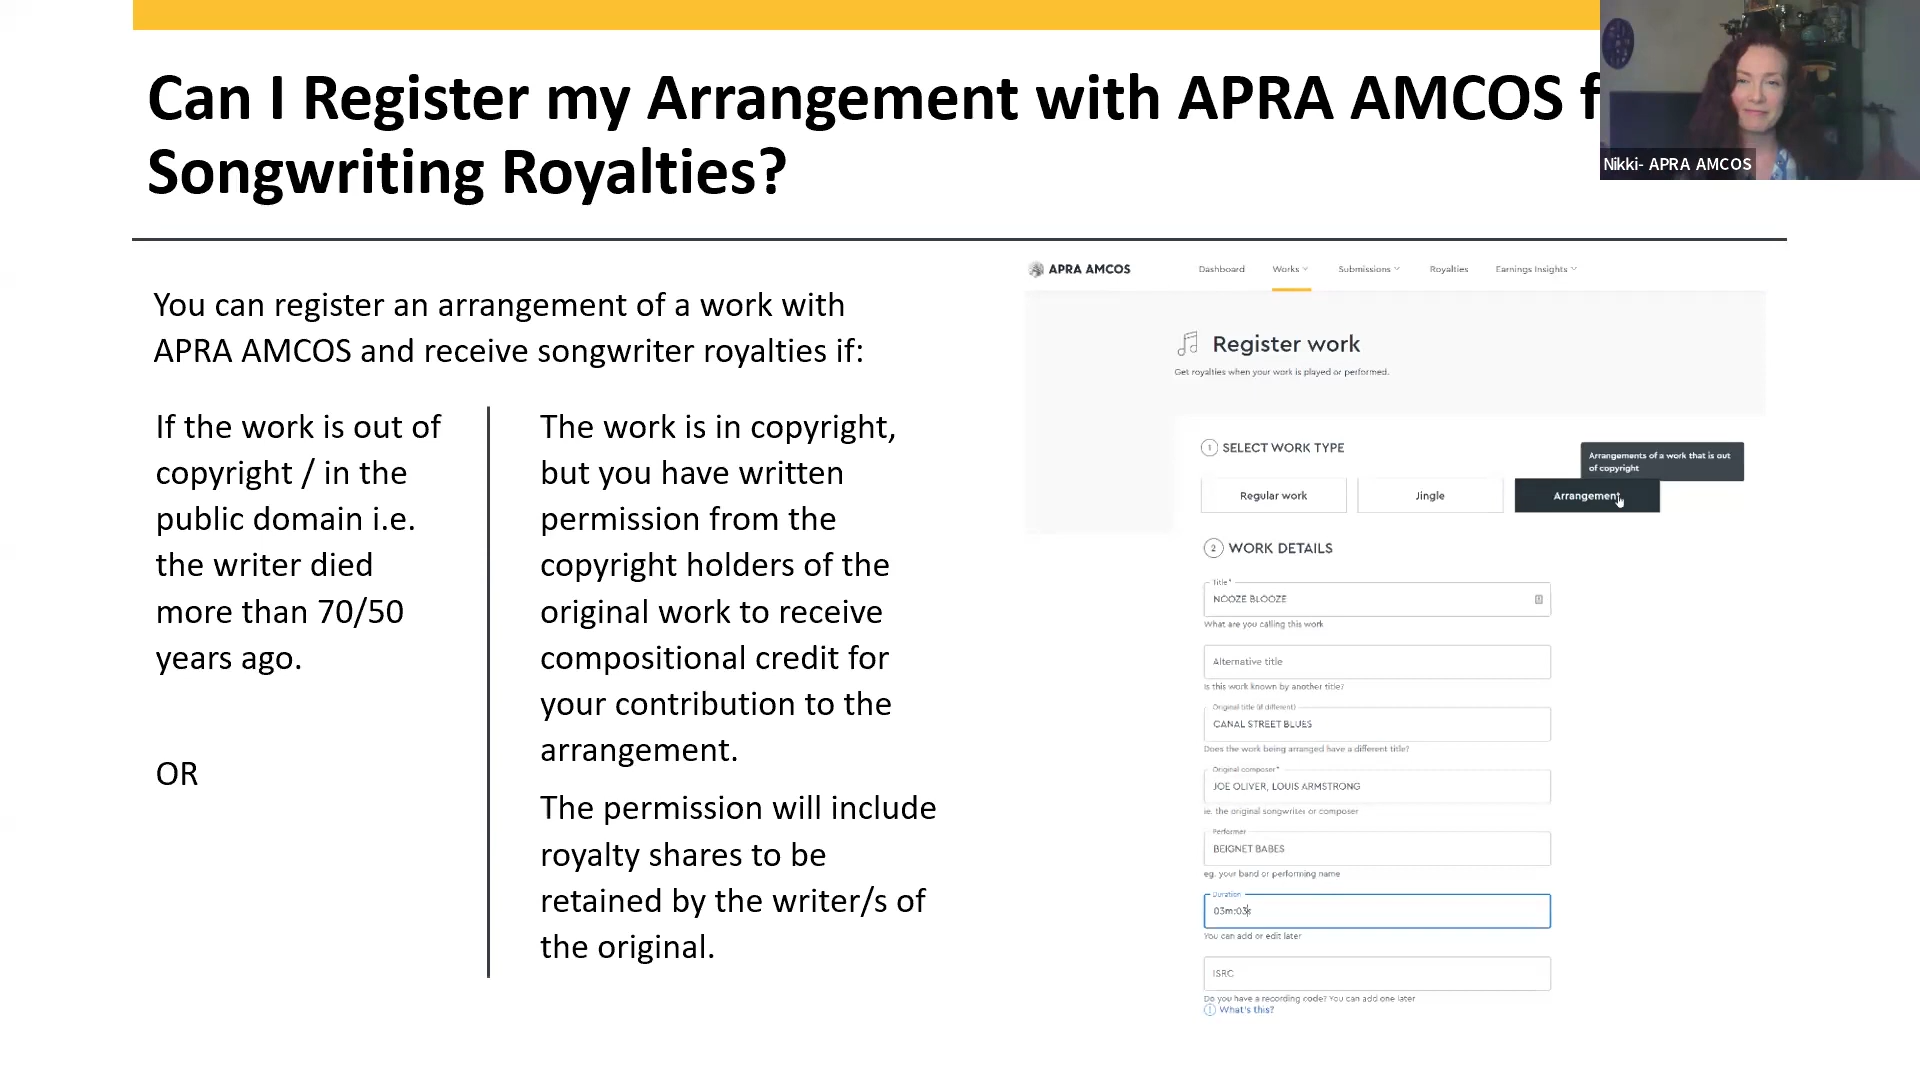 Can I Register my Arrangement with APRA AMCOS f
Songwriting Royalties?
Nikki- APRA AMCOS
You can register an arrangement of a work with
APRA AMCOS and receive songwriter royalties if:
If the work is out of
copyright / in the
public domain i.e.
the writer died
more than 70/50
years ago.
OR
The work is in copyright,
but you have written
permission from the
copyright holders of the
original work to receive
compositional credit for
your contribution to the
arrangement.
The permission will include
royalty shares to be
retained by the writer/s of
the original.
APRA AMCOS
Dashboard Works Submissions Royalties Earnings Insights
Register work
Get royalties when your work is played or performed.
1 SELECT WORK TYPE
Arrangements of a work that is out
of copyright
Regular work Jingle Arrangement
2 WORK DETAILS
Title*
NOOZE BLOOZE
What are you calling this work
Alternative title
Is this work known by another title?
Original title (if different)
CANAL STREET BLUES
Does the work being arranged have a different title?
Original composer*
JOE OLIVER, LOUIS ARMSTRONG
ie. the original songwriter or composer
Performer
BEIGNET BABES
eg. your band or performing name
Duration
03m:03s
You can add or edit later
ISRC
Do you have a recording code? You can add one later
What's this?